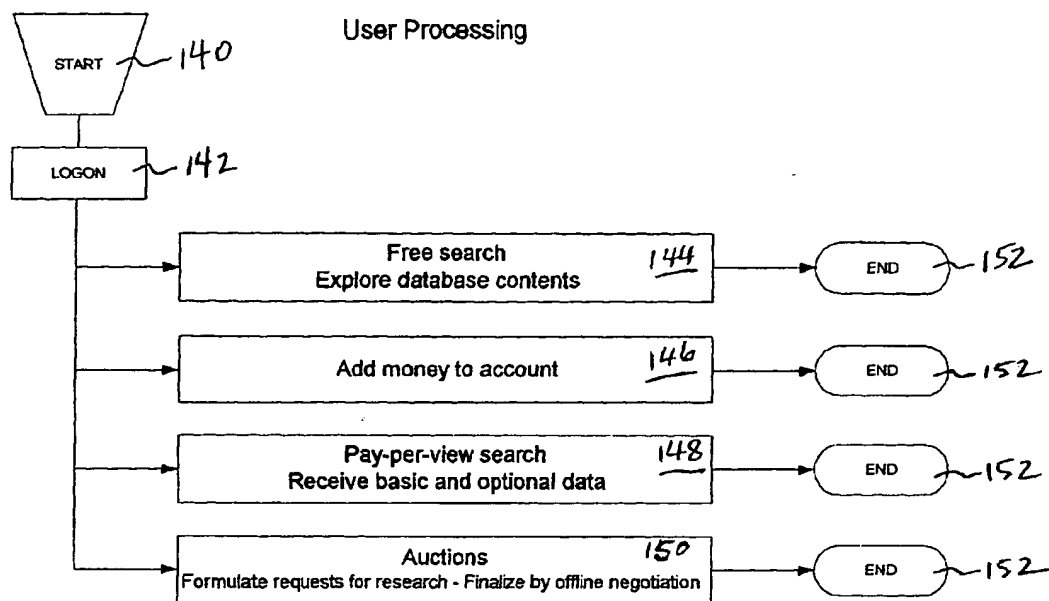 User Processing
START
140
LOGON
142
Free search
Explore database contents
144
END
152
Add money to account
146
END
152
Pay-per-view search
Receive basic and optional data
148
END
152
Auctions
Formulate requests for research - Finalize by offline negotiation
150
END
152